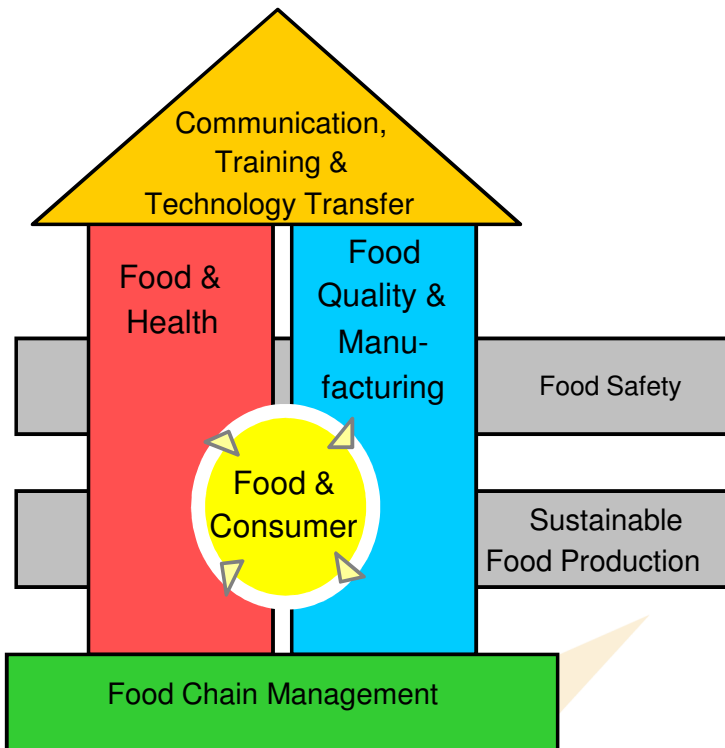 Communication,
Training &
Technology Transfer
Food &
Health
Food
Quality &
Manu-
facturing
Food Safety
Food &
Consumer
Sustainable
Food Production
Food Chain Management